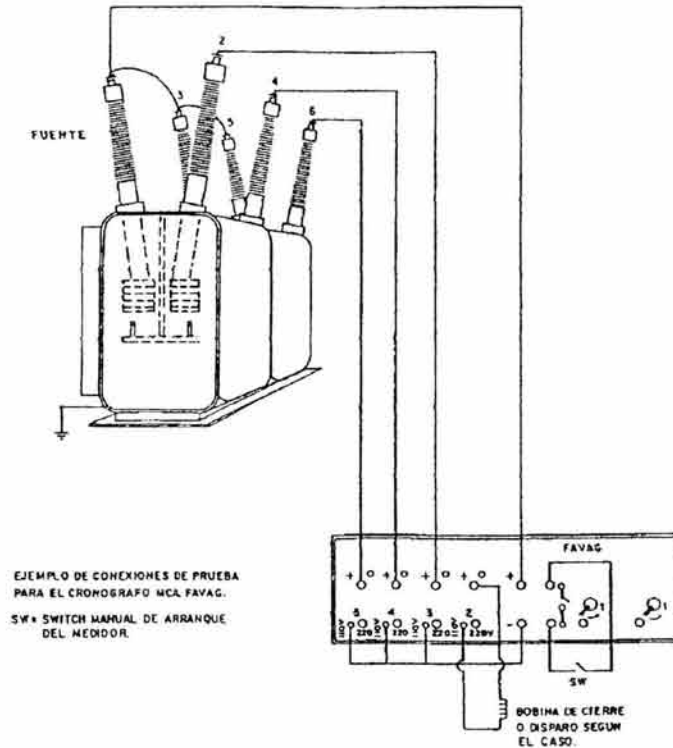 2
3
4
5
6
FUENTE
FAVAG
+ + + + +
5 4 3 2 -
220 220 220 220V
1 1
SW
EJEMPLO DE CONEXIONES DE PRUEBA
PARA EL CRONOGRAFO MCA. FAVAG.
SW= SWITCH MANUAL DE ARRANQUE
DEL MEDIDOR.
BOBINA DE CIERRE
O DISPARO SEGUN
EL CASO.